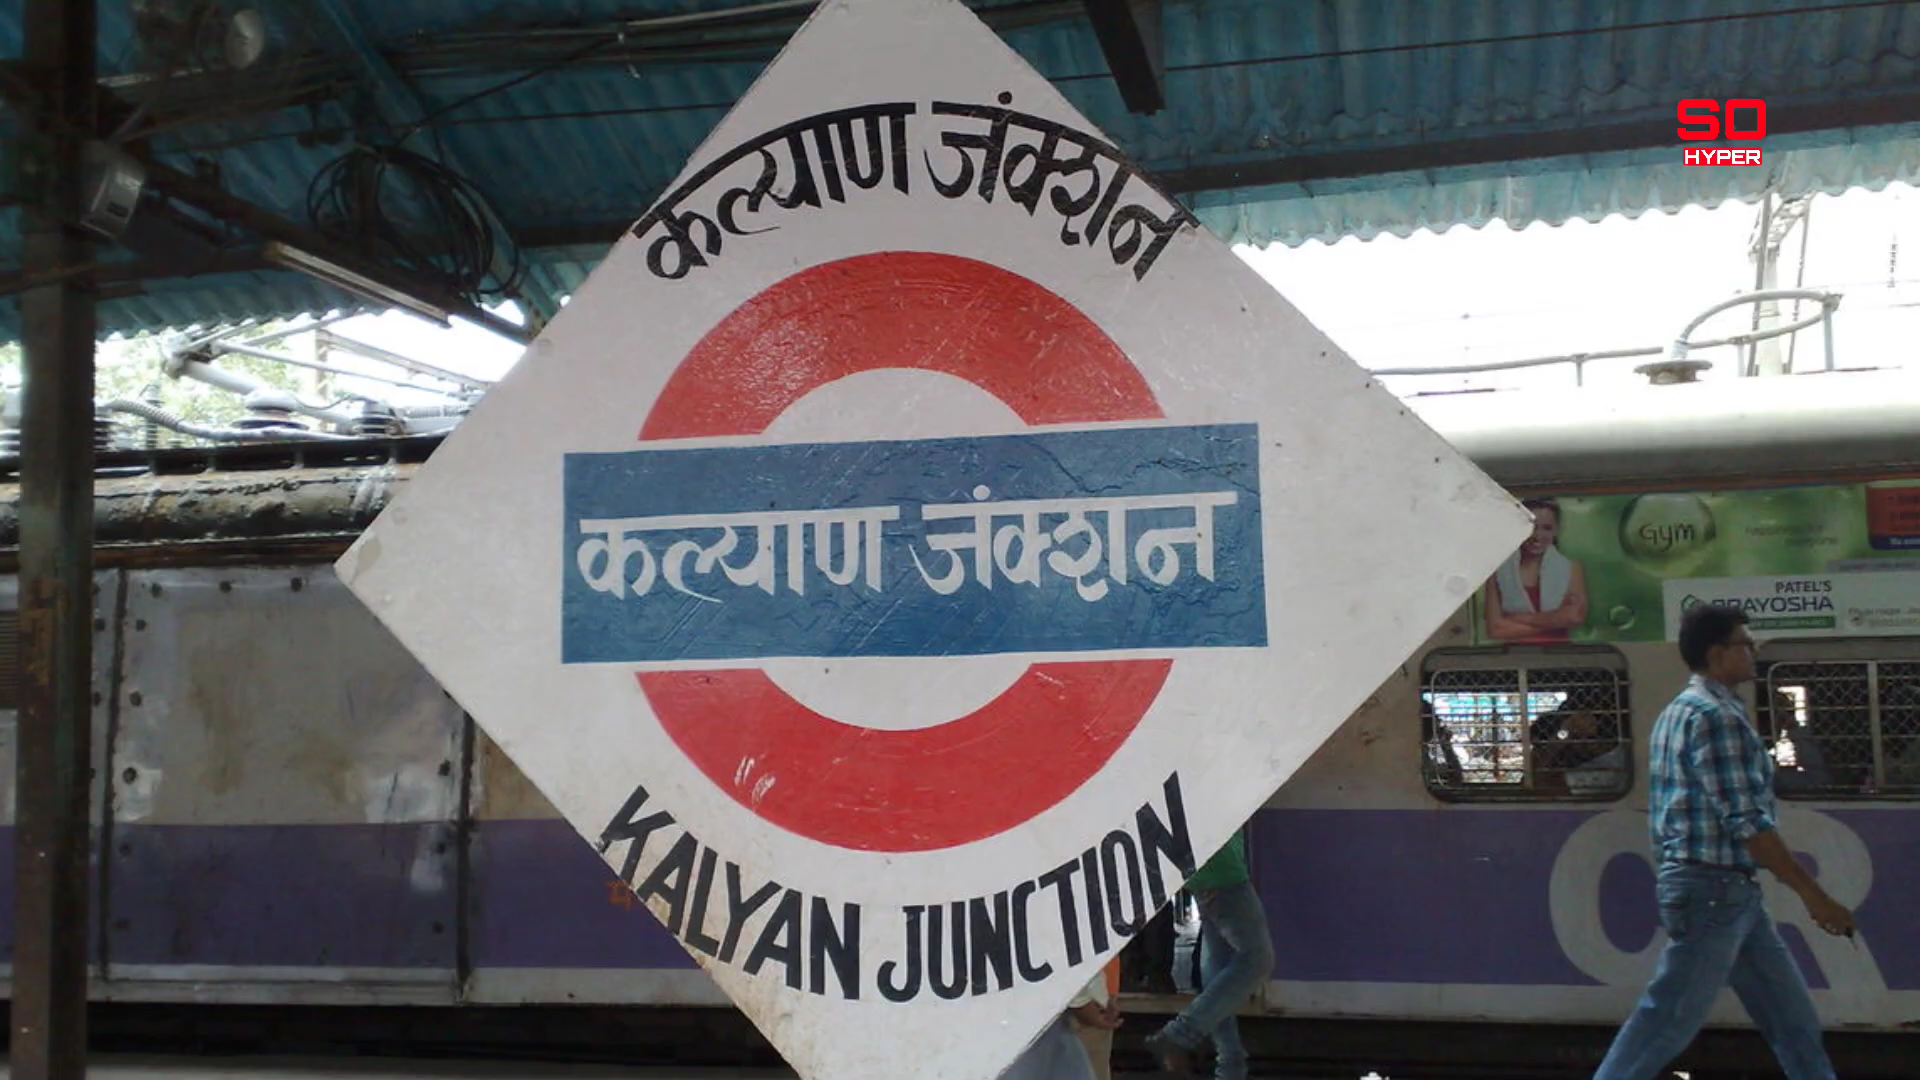 SO
HYPER
कल्याण जंक्शन
कल्याण जंक्शन
KALYAN JUNCTION
Gym
PATEL'S
PRAYOSHA
CR